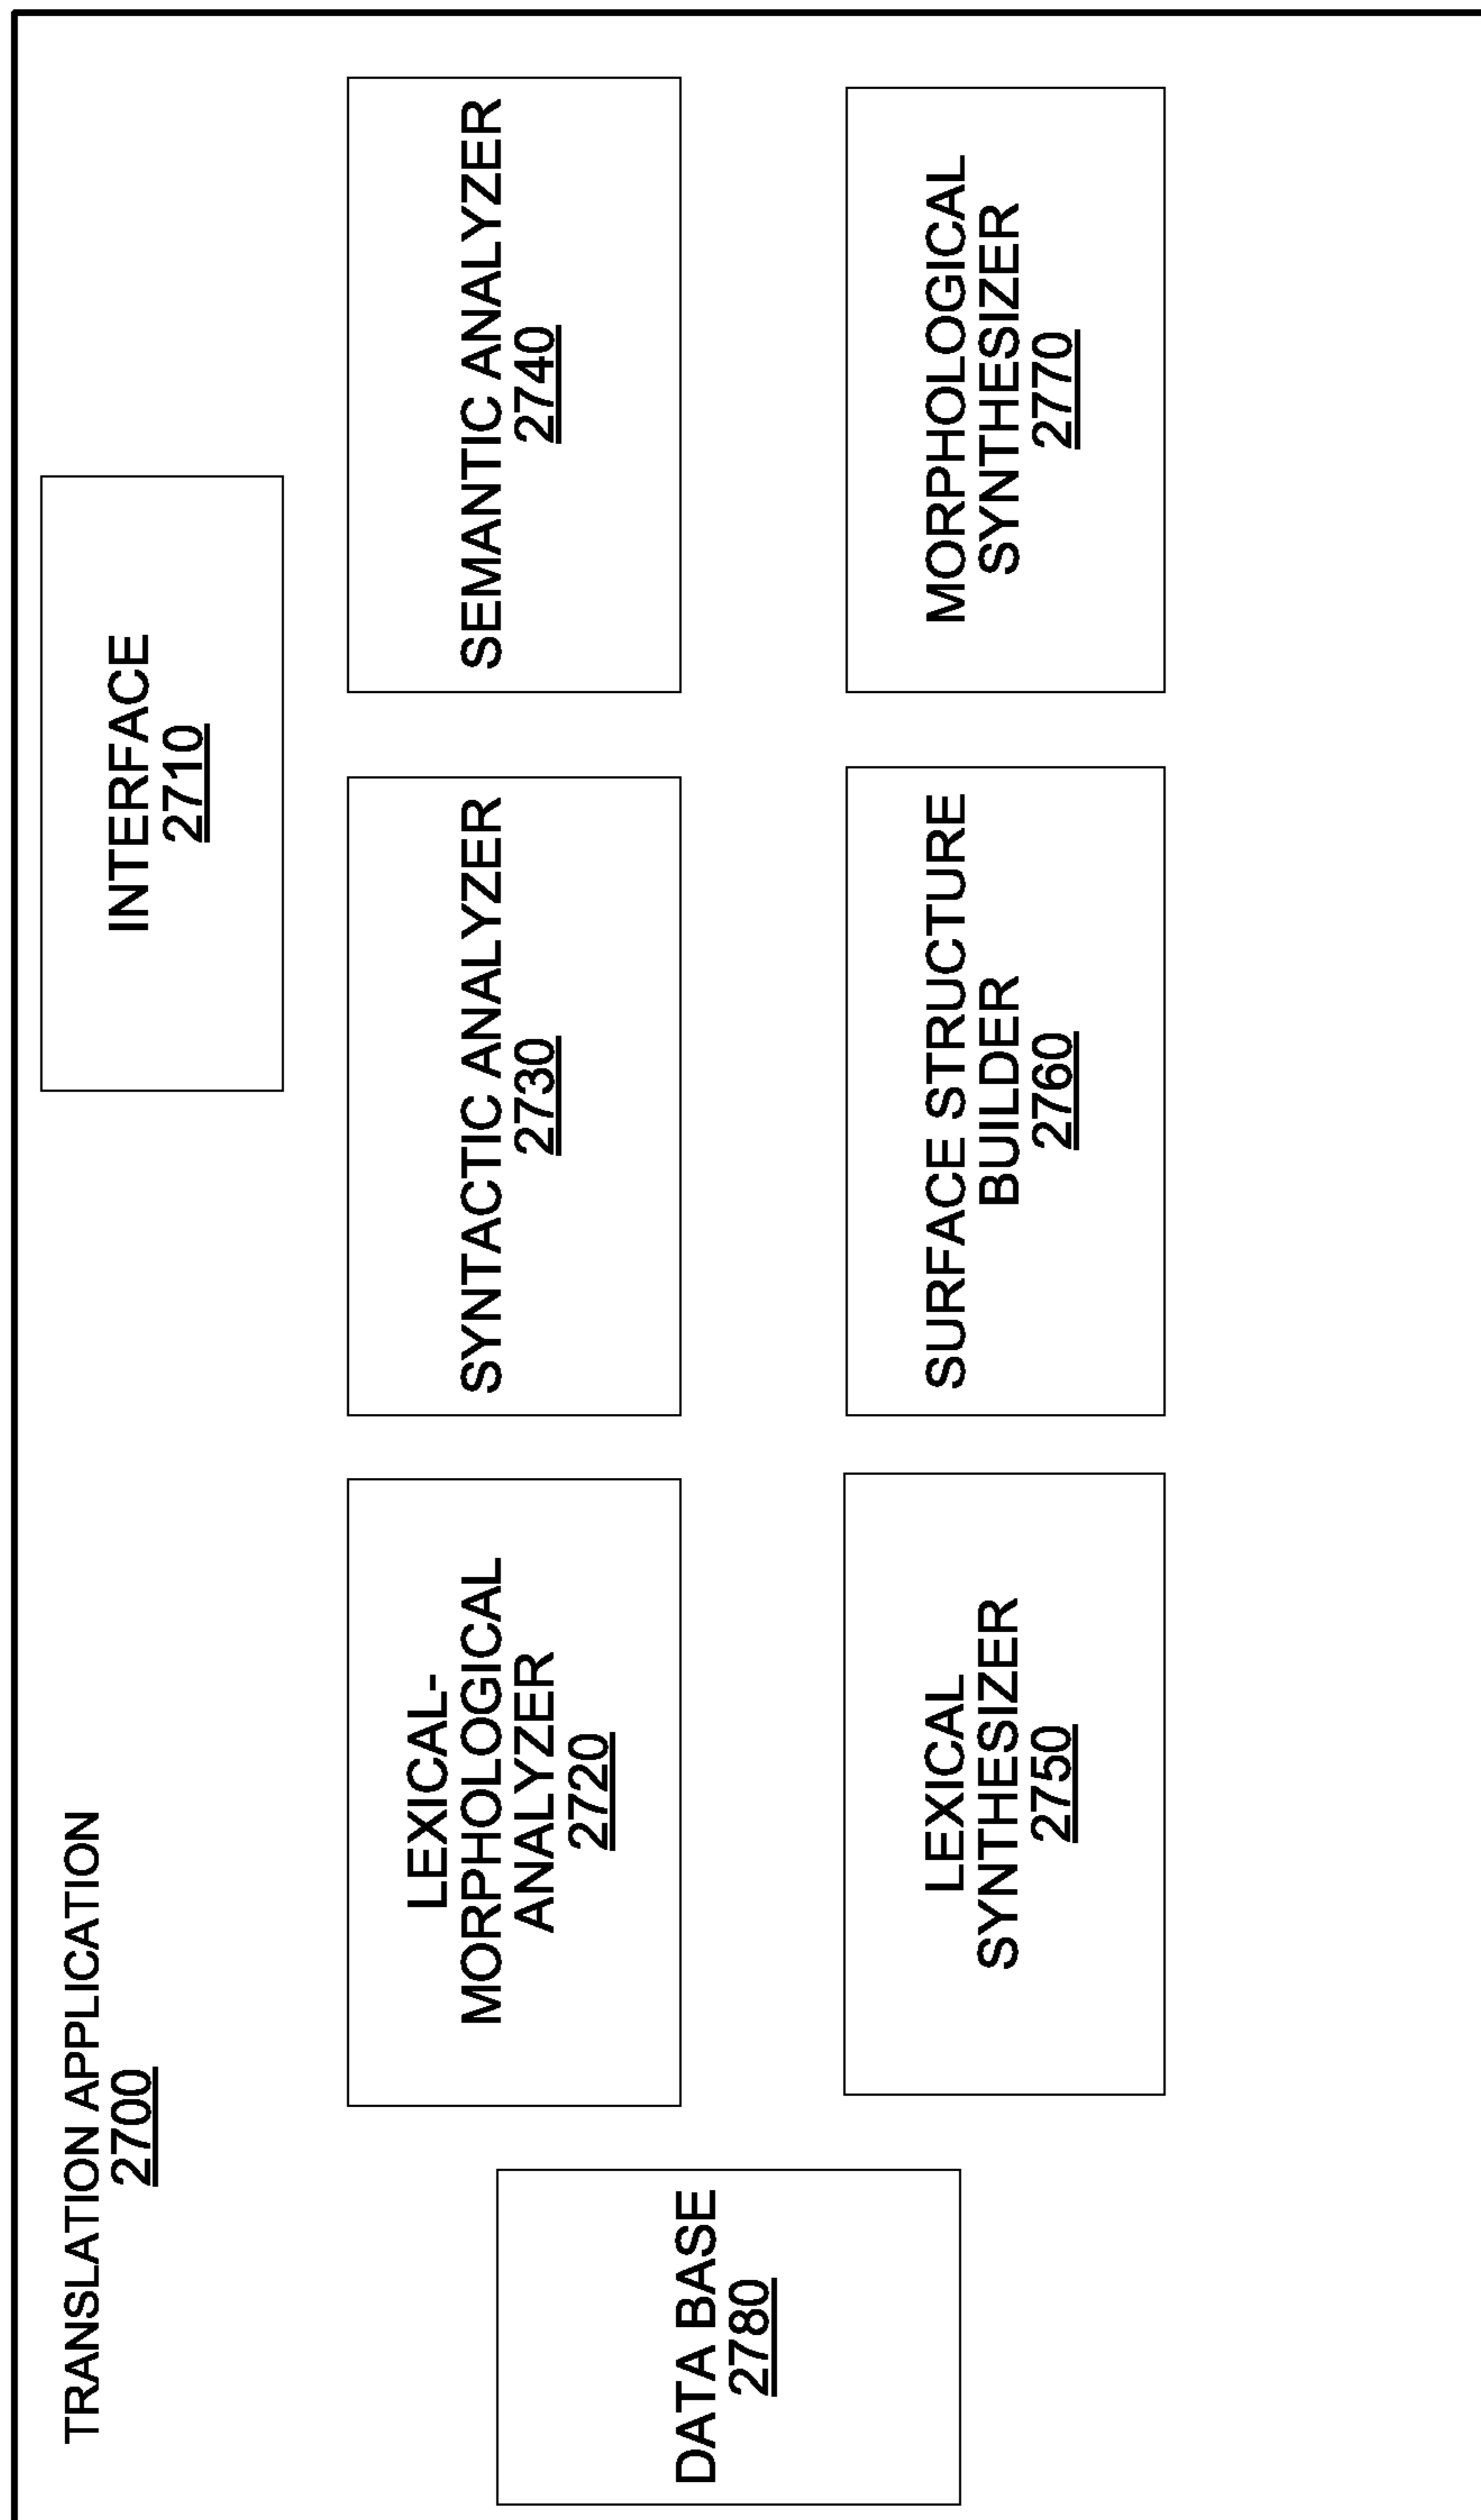 TRANSLATION APPLICATION
2700
INTERFACE
2710
LEXICAL-
MORPHOLOGICAL
ANALYZER
2720
SYNTACTIC ANALYZER
2730
SEMANTIC ANALYZER
2740
DATA BASE
2780
LEXICAL
SYNTHESIZER
2750
SURFACE STRUCTURE
BUILDER
2760
MORPHOLOGICAL
SYNTHESIZER
2770